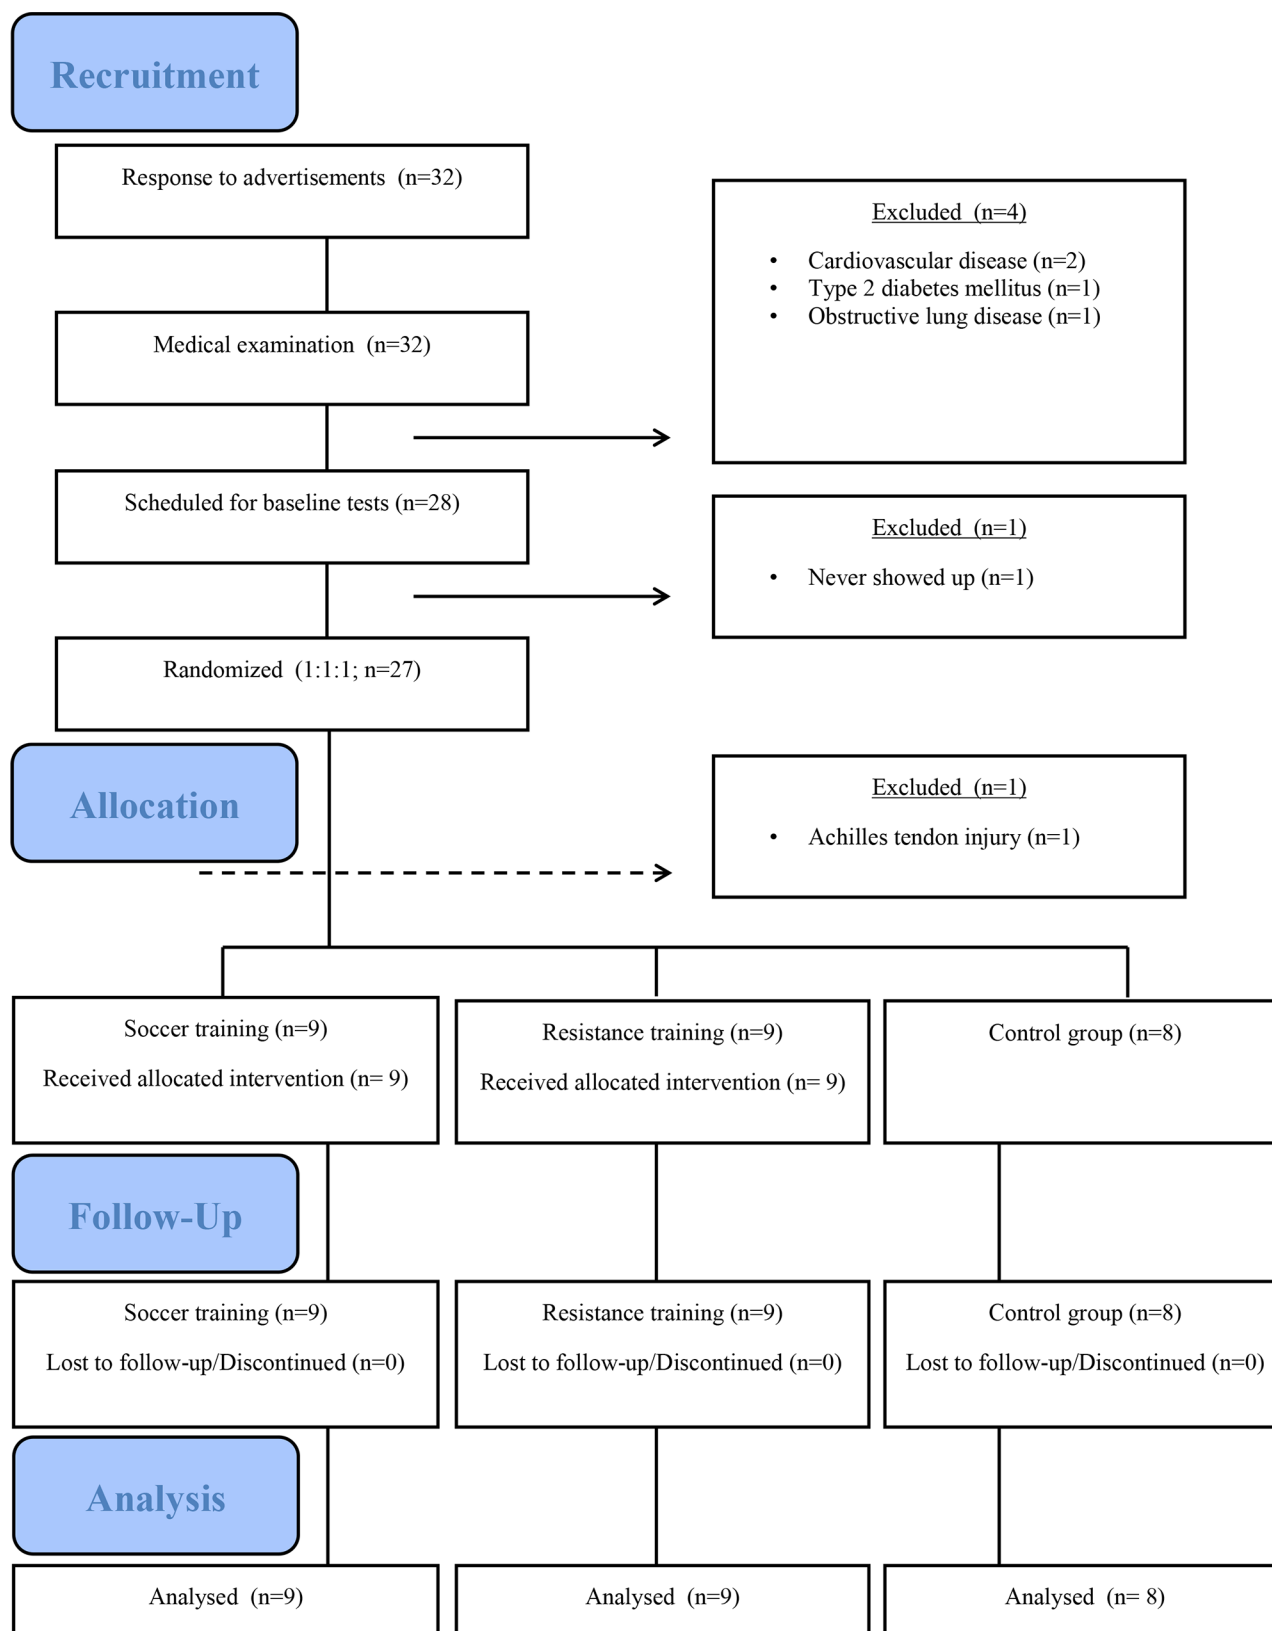 Recruitment
Response to advertisements (n=32)
Excluded (n=4)
• Cardiovascular disease (n=2)
• Type 2 diabetes mellitus (n=1)
• Obstructive lung disease (n=1)
Medical examination (n=32)
Scheduled for baseline tests (n=28)
Excluded (n=1)
• Never showed up (n=1)
Randomized (1:1:1; n=27)
Allocation
Excluded (n=1)
• Achilles tendon injury (n=1)
Soccer training (n=9)
Received allocated intervention (n= 9)
Resistance training (n=9)
Received allocated intervention (n= 9)
Control group (n=8)
Follow-Up
Soccer training (n=9)
Lost to follow-up/Discontinued (n=0)
Resistance training (n=9)
Lost to follow-up/Discontinued (n=0)
Control group (n=8)
Lost to follow-up/Discontinued (n=0)
Analysis
Analysed (n=9)
Analysed (n=9)
Analysed (n= 8)